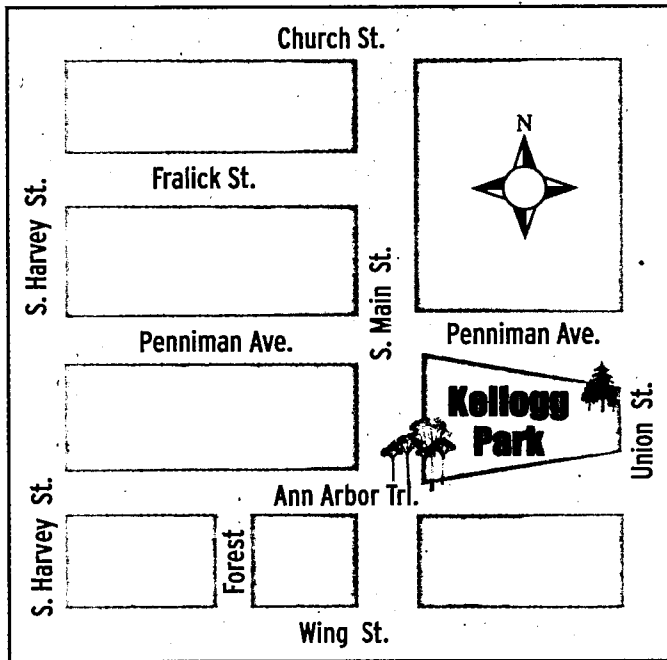 Church St.
N
Fralick St.
S. Harvey St.
S. Main St.
Penniman Ave.
Penniman Ave.
Kellogg
Park
Union St.
Ann Arbor Trl.
S. Harvey St.
Forest
Wing St.